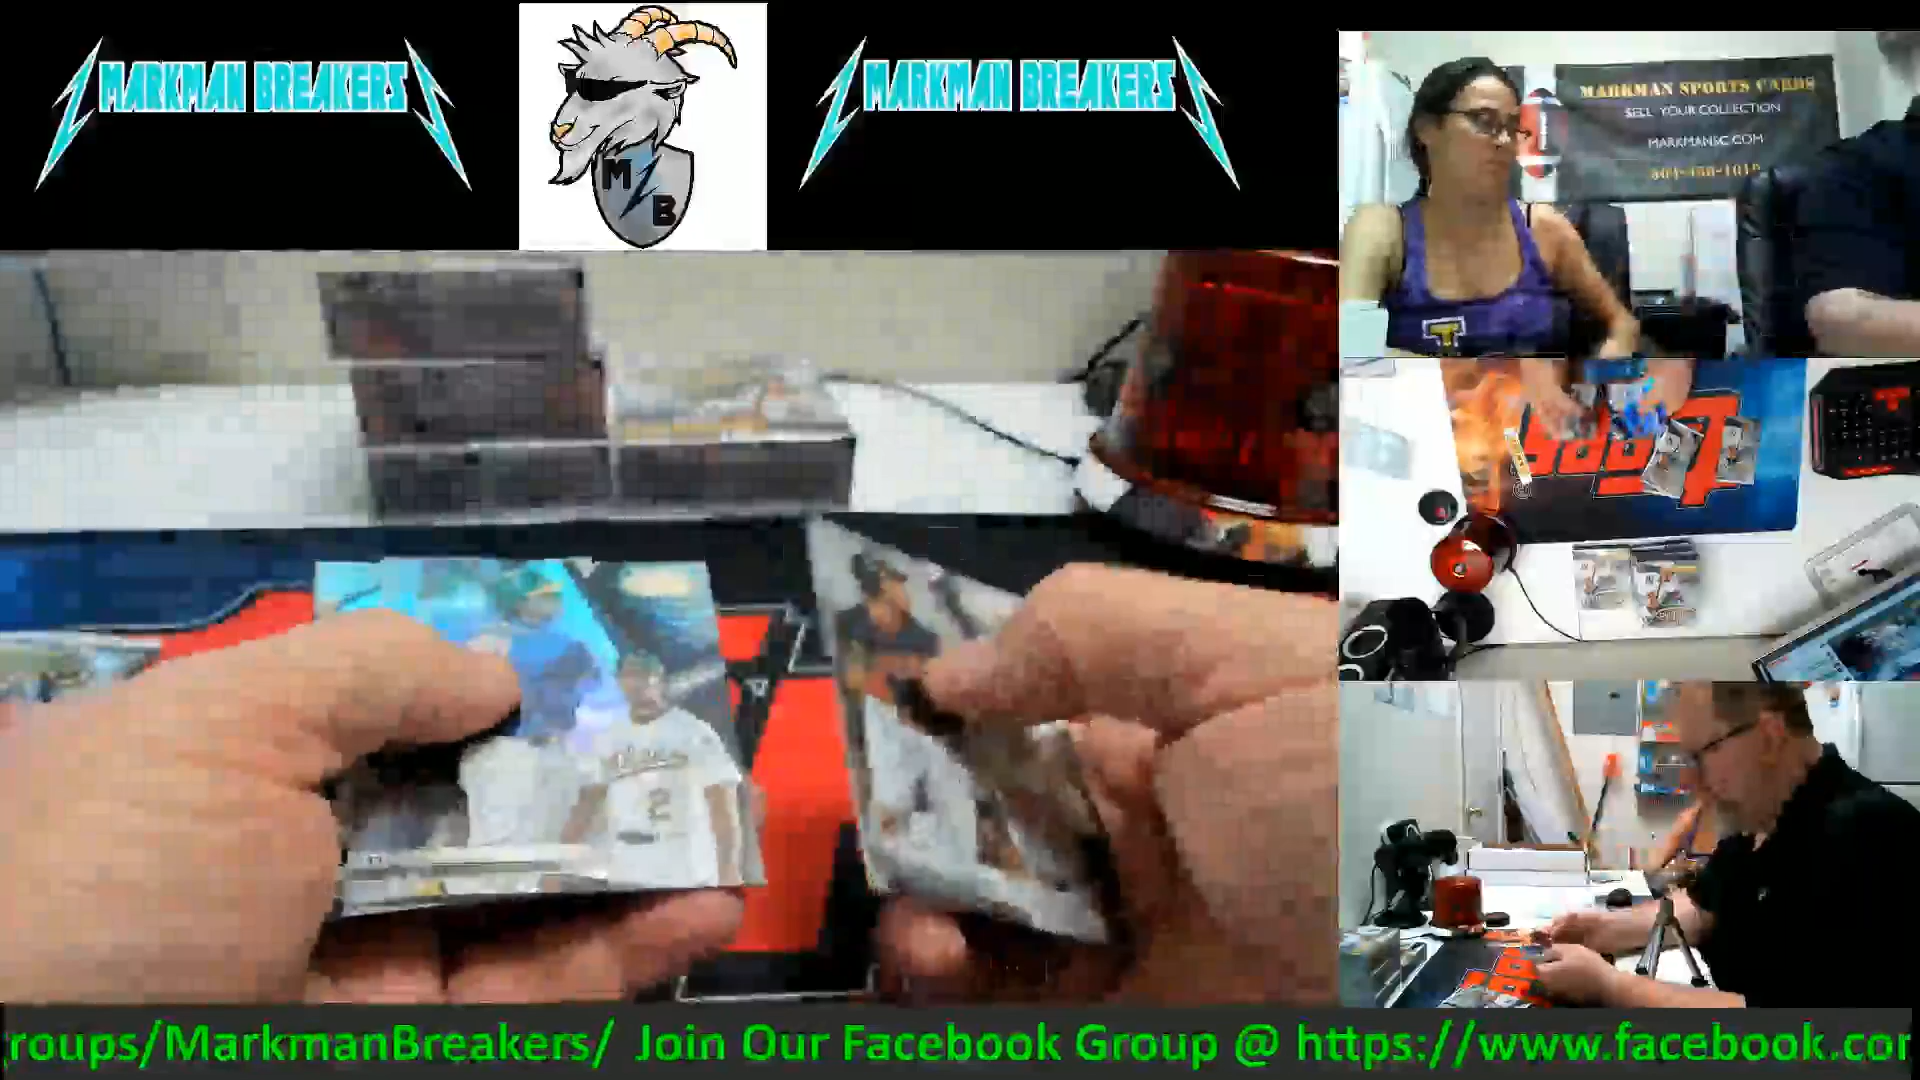 MARKMAN BREAKERS
MARKMAN BREAKERS
M
B
MARKMAN SPORTS CARDS
SELL YOUR COLLECTION
MARKMANSC.COM
Topps
T
roups/MarkmanBreakers/ Join Our Facebook Group @ https://www.facebook.cor